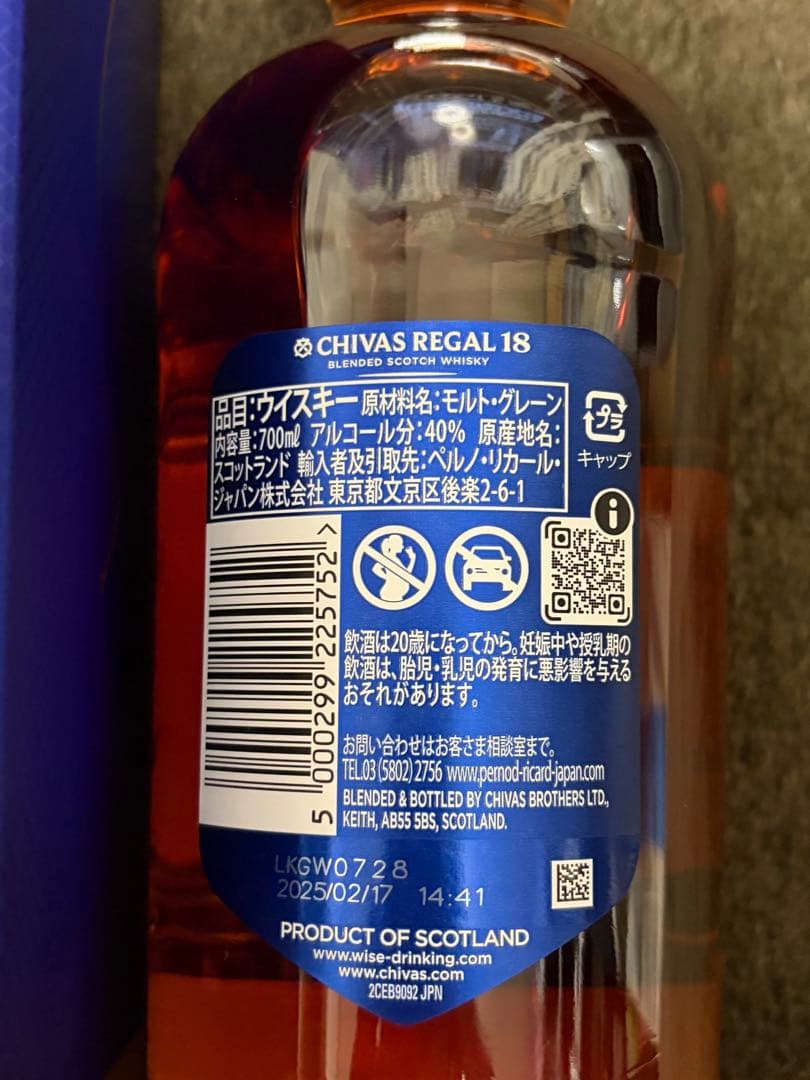 CHIVAS REGAL 18
BLENDED SCOTCH WHISKY
品目:ウイスキー 原材料名:モルト・グレーン
内容量:700㎖ アルコール分:40% 原産地名:
スコットランド 輸入者及引取先:ペルノ・リカール・
ジャパン株式会社 東京都文京区後楽2-6-1
プラ
キャップ
i
5 000299 225752 >
飲酒は20歳になってから。妊娠中や授乳期の
飲酒は、胎児・乳児の発育に悪影響を与える
おそれがあります。
お問い合わせはお客さま相談室まで。
TEL.03 (5802) 2756 www.pernod-ricard-japan.com
BLENDED & BOTTLED BY CHIVAS BROTHERS LTD.,
KEITH, AB55 5BS, SCOTLAND.
LKGW0728
2025/02/17 14:41
PRODUCT OF SCOTLAND
www.wise-drinking.com
www.chivas.com
2CEB9092 JPN